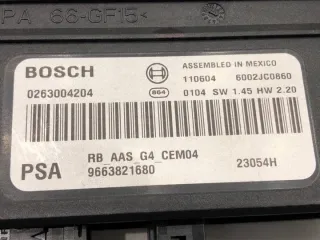 PA 66-GF15
BOSCH
ASSEMBLED IN MEXICO
110604 6002JC0860
0263004204
864 0104 SW 1.45 HW 2.20
RB_AAS_G4_CEM04
PSA 9663821680 23054H